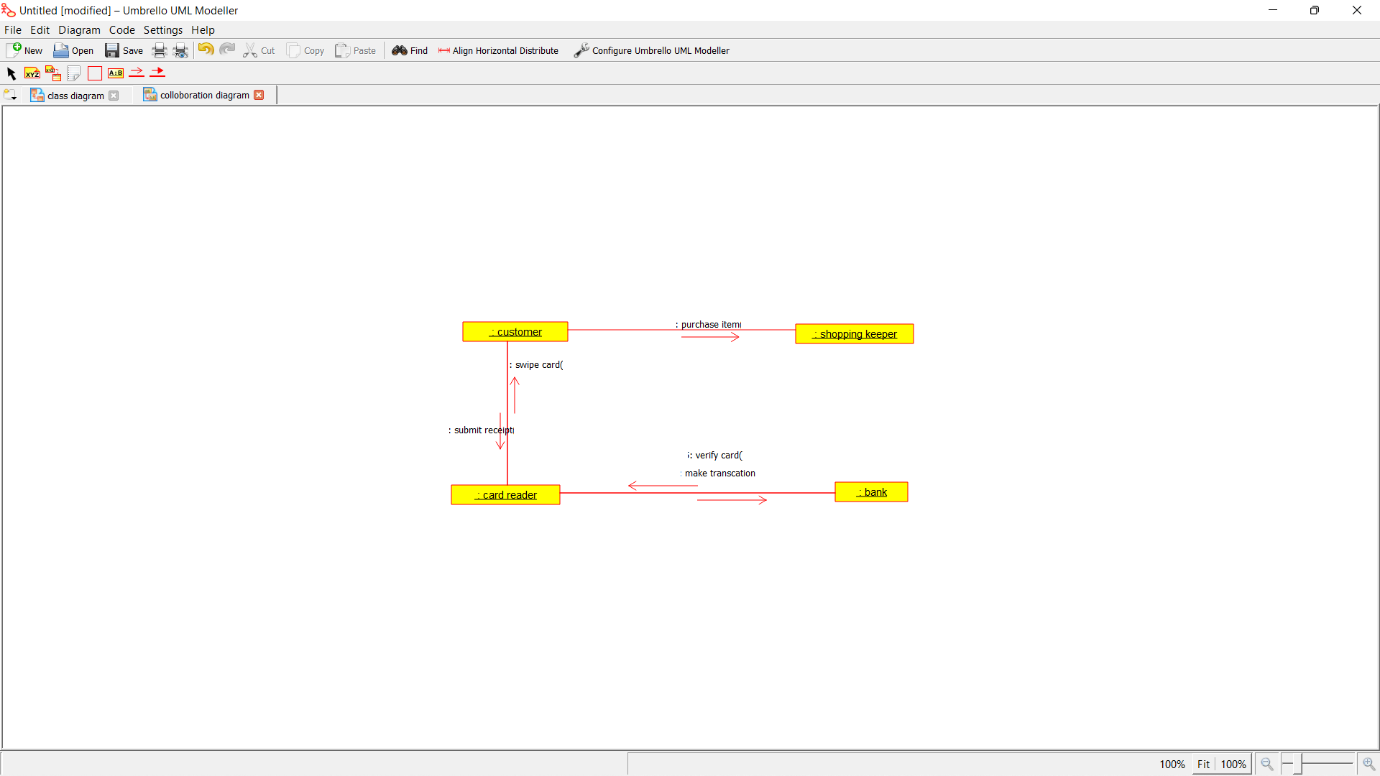 Untitled [modified] – Umbrello UML Modeller
File Edit Diagram Code Settings Help
New Open Save Cut Copy Paste Find Align Horizontal Distribute Configure Umbrello UML Modeller
XYZ A:B
class diagram colloboration diagram
: purchase item
: customer
: shopping keeper
: swipe card(
: submit receipt
: verify card(
: make transcation
: card reader
: bank
100% Fit 100%